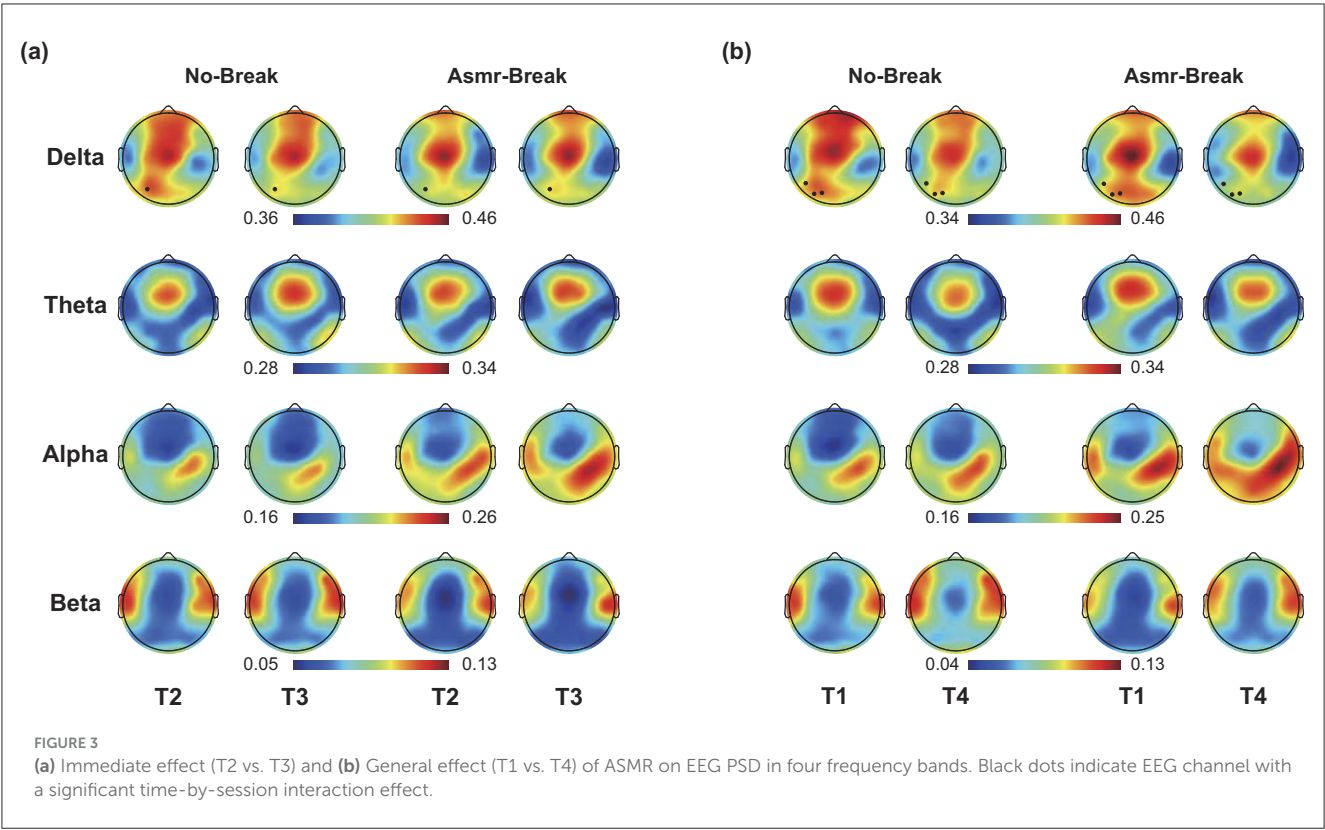 (a) (b)
No-Break Asmr-Break No-Break Asmr-Break
Delta
0.36 0.46 0.34 0.46
Theta
0.28 0.34 0.28 0.34
Alpha
0.16 0.26 0.16 0.25
Beta
0.05 0.13 0.04 0.13
T2 T3 T2 T3 T1 T4 T1 T4
FIGURE 3
(a) Immediate effect (T2 vs. T3) and (b) General effect (T1 vs. T4) of ASMR on EEG PSD in four frequency bands. Black dots indicate EEG channel with
a significant time-by-session interaction effect.